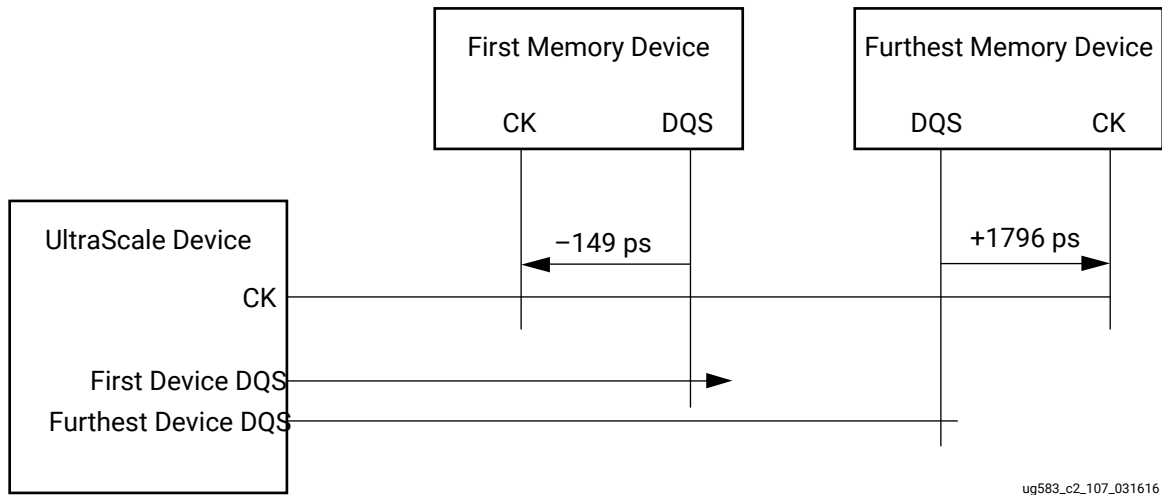 First Memory Device
Furthest Memory Device
CK
DQS
DQS
CK
UltraScale Device
−149 ps
+1796 ps
CK
First Device DQS
Furthest Device DQS
ug583_c2_107_031616